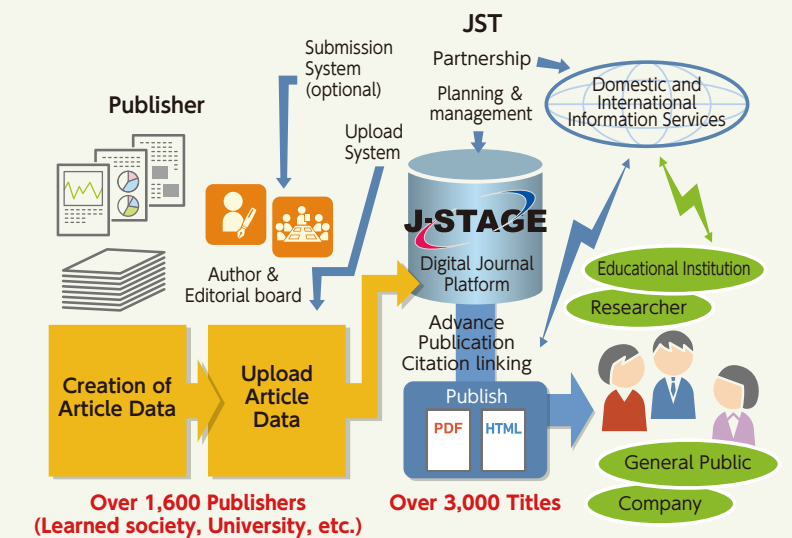 JST
Submission
System
(optional)
Partnership
Domestic and
International
Information Services
Publisher
Planning &
management
Upload
System
J-STAGE
Digital Journal
Platform
Author &
Editorial board
Educational Institution
Researcher
Advance
Publication
Citation linking
Creation of
Article Data
Upload
Article
Data
Publish
PDF
HTML
General Public
Company
Over 1,600 Publishers
(Learned society, University, etc.)
Over 3,000 Titles